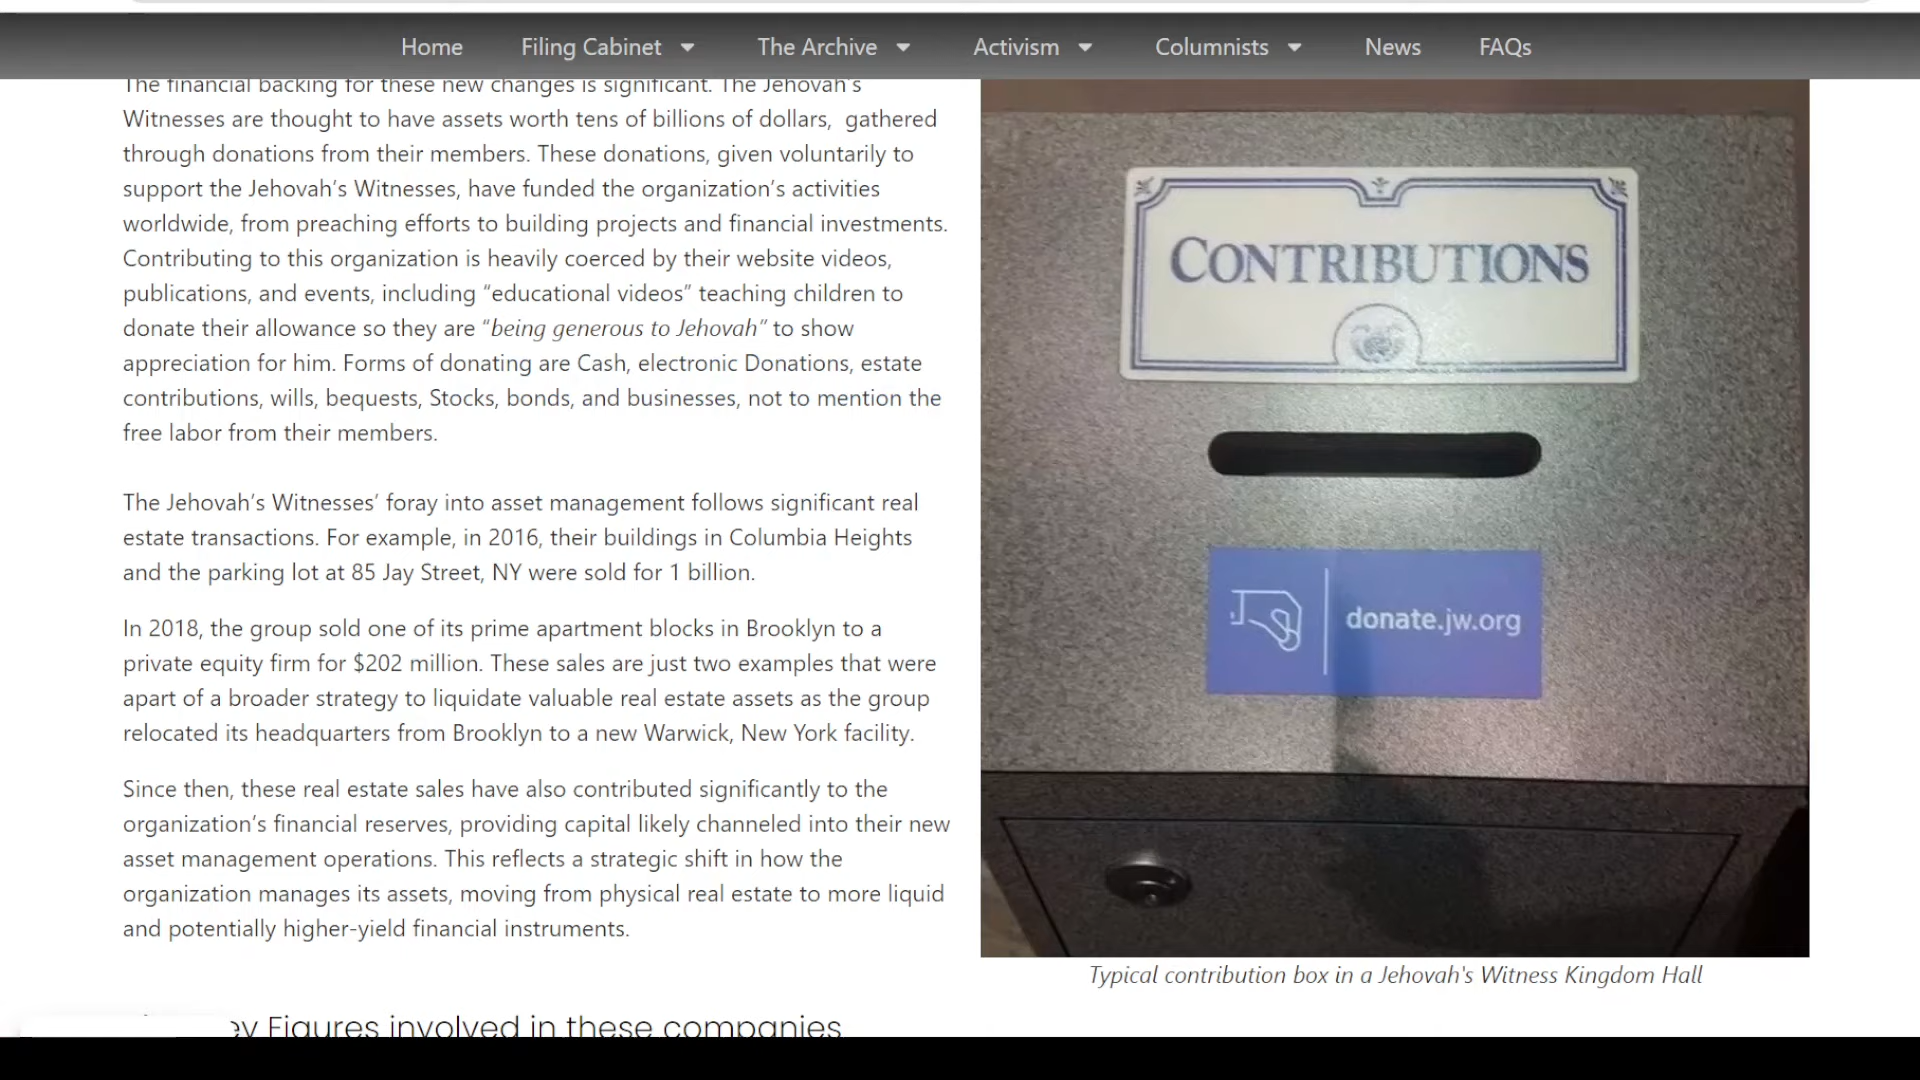 Home
Filing Cabinet
The Archive
Activism
Columnists
News
FAQs
The financial backing for these new changes is significant. The Jehovah's
Witnesses are thought to have assets worth tens of billions of dollars,  gathered
through donations from their members. These donations, given voluntarily to
support the Jehovah’s Witnesses, have funded the organization’s activities
worldwide, from preaching efforts to building projects and financial investments.
Contributing to this organization is heavily coerced by their website videos,
publications, and events, including “educational videos” teaching children to
donate their allowance so they are “being generous to Jehovah” to show
appreciation for him. Forms of donating are Cash, electronic Donations, estate
contributions, wills, bequests, Stocks, bonds, and businesses, not to mention the
free labor from their members.
The Jehovah’s Witnesses’ foray into asset management follows significant real
estate transactions. For example, in 2016, their buildings in Columbia Heights
and the parking lot at 85 Jay Street, NY were sold for 1 billion.
In 2018, the group sold one of its prime apartment blocks in Brooklyn to a
private equity firm for $202 million. These sales are just two examples that were
apart of a broader strategy to liquidate valuable real estate assets as the group
relocated its headquarters from Brooklyn to a new Warwick, New York facility.
Since then, these real estate sales have also contributed significantly to the
organization’s financial reserves, providing capital likely channeled into their new
asset management operations. This reflects a strategic shift in how the
organization manages its assets, moving from physical real estate to more liquid
and potentially higher-yield financial instruments.
CONTRIBUTIONS
donate.jw.org
Typical contribution box in a Jehovah's Witness Kingdom Hall
Figures involved in these companies